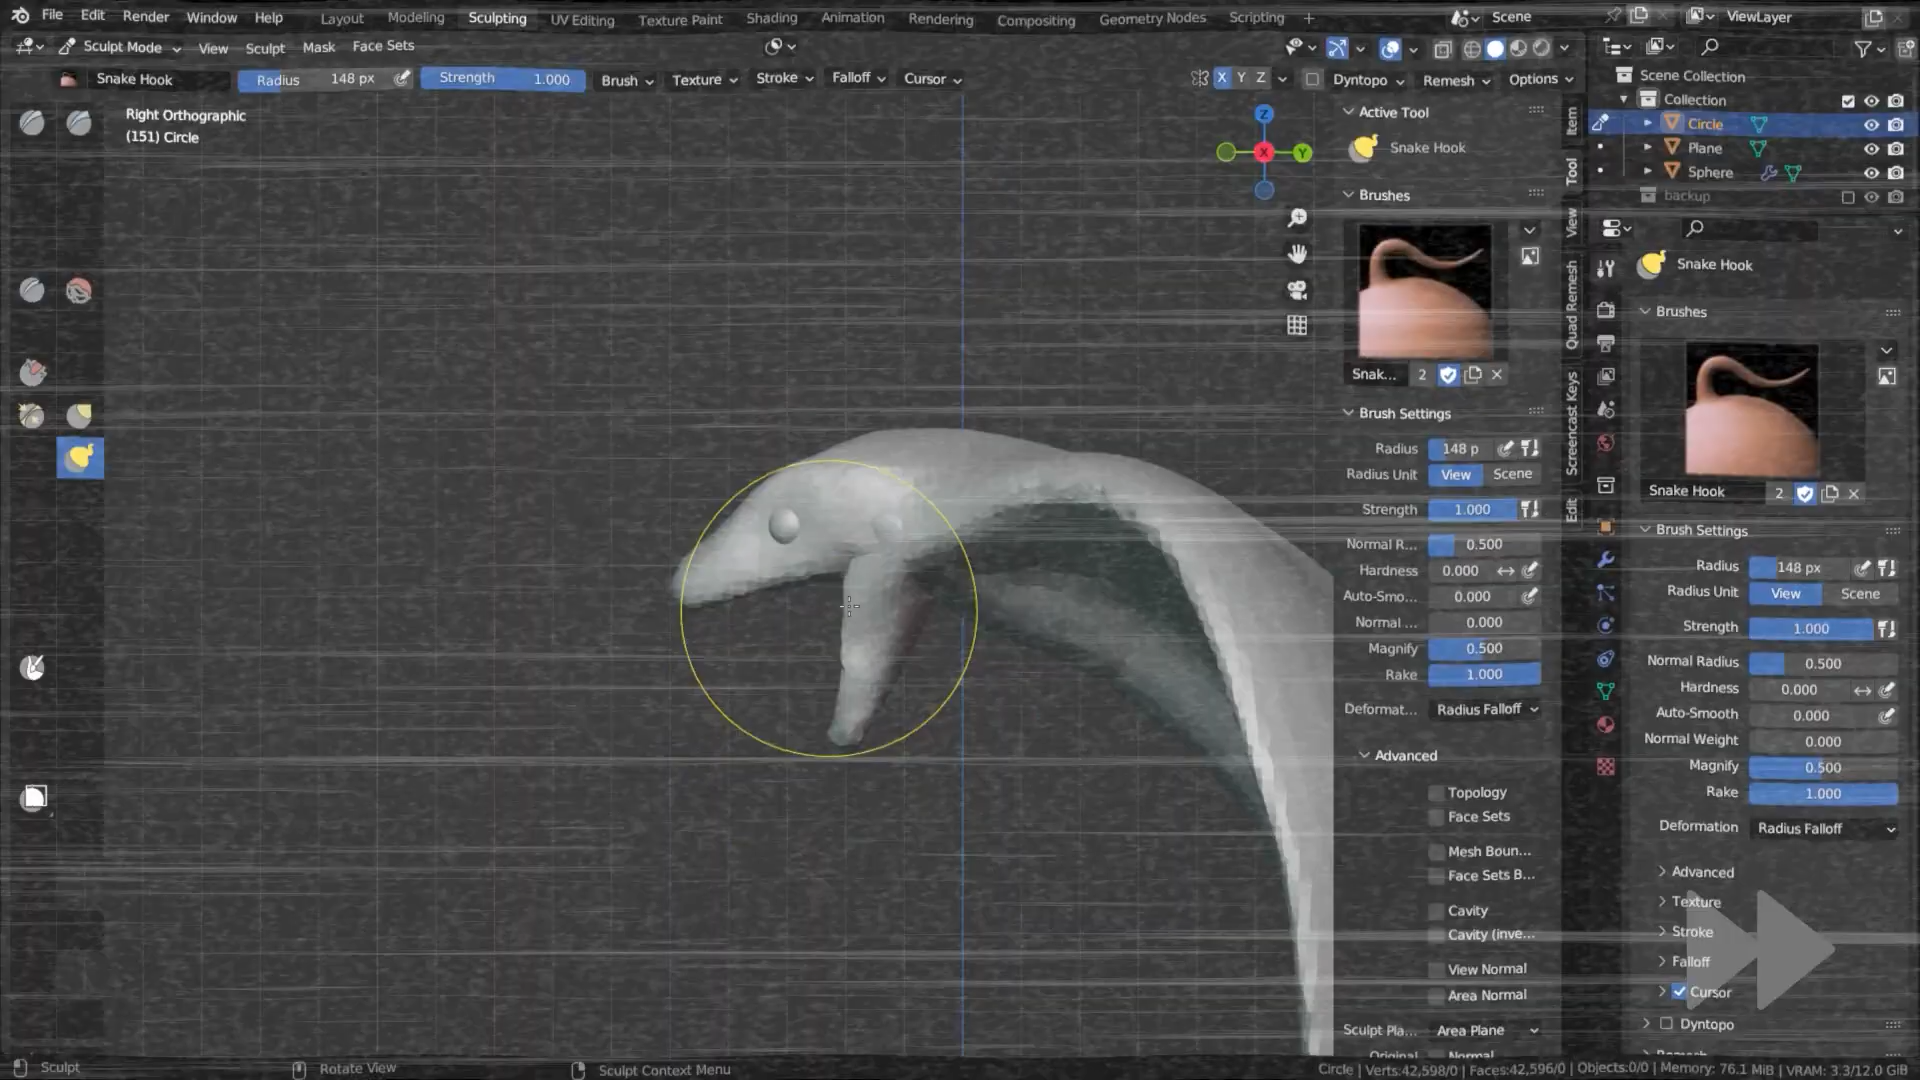 File Edit Render Window Help Layout Modeling Sculpting UV Editing Texture Paint Shading Animation Rendering Compositing Geometry Nodes Scripting + Scene ViewLayer
Sculpt Mode View Sculpt Mask Face Sets
Snake Hook Radius 148 px Strength 1.000 Brush Texture Stroke Falloff Cursor X Y Z Dyntopo Remesh Options
Right Orthographic
(151) Circle
Z
X
Y
Item
Tool
View
Quad Remesh
Screencast Keys
Edit
Active Tool
Snake Hook
Brushes
Snak... 2
Brush Settings
Radius 148 p
Radius Unit View Scene
Strength 1.000
Normal R... 0.500
Hardness 0.000
Auto-Smo... 0.000
Normal ... 0.000
Magnify 0.500
Rake 1.000
Deformat... Radius Falloff
Advanced
Topology
Face Sets
Mesh Boun...
Face Sets B...
Cavity
Cavity (inve...
View Normal
Area Normal
Sculpt Pla... Area Plane
Original Normal
Scene Collection
Collection
Circle
Plane
Sphere
backup
Snake Hook
Brushes
Snake Hook 2
Brush Settings
Radius 148 px
Radius Unit View Scene
Strength 1.000
Normal Radius 0.500
Hardness 0.000
Auto-Smooth 0.000
Normal Weight 0.000
Magnify 0.500
Rake 1.000
Deformation Radius Falloff
Advanced
Texture
Stroke
Falloff
Cursor
Dyntopo
Remesh
Sculpt Rotate View Sculpt Context Menu Circle | Verts:42,598/0 | Faces:42,596/0 | Objects:0/0 | Memory: 76.1 MiB | VRAM: 3.3/12.0 GiB